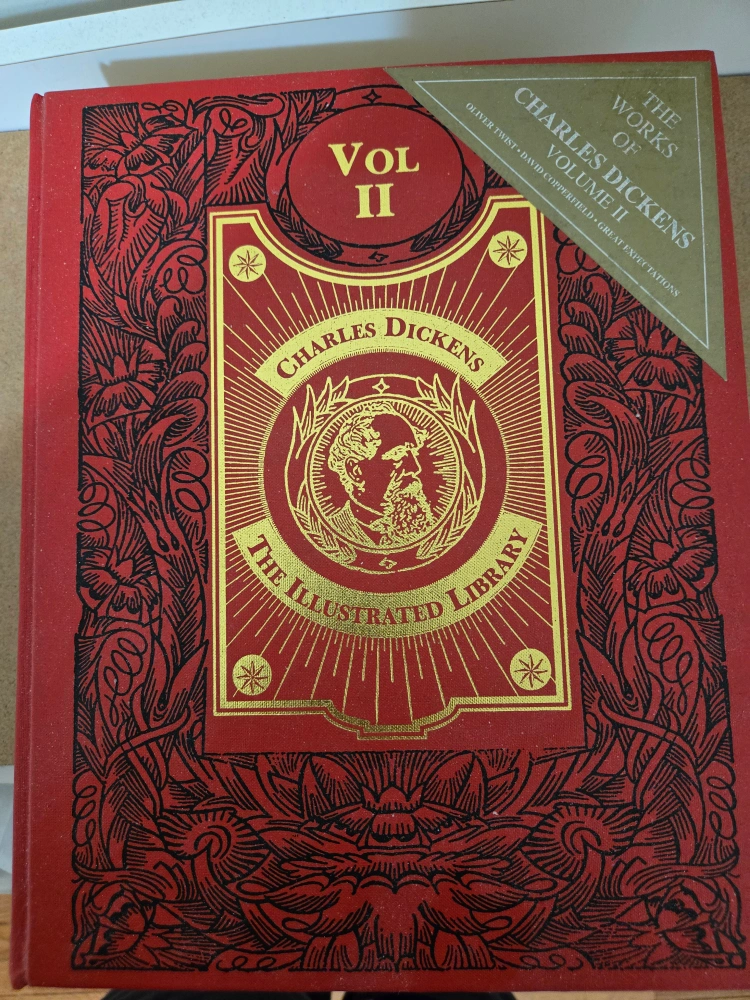 VOL
II
CHARLES DICKENS
THE ILLUSTRATED LIBRARY
THE
WORKS
OF
CHARLES DICKENS
VOLUME II
OLIVER TWIST • DAVID COPPERFIELD • GREAT EXPECTATIONS